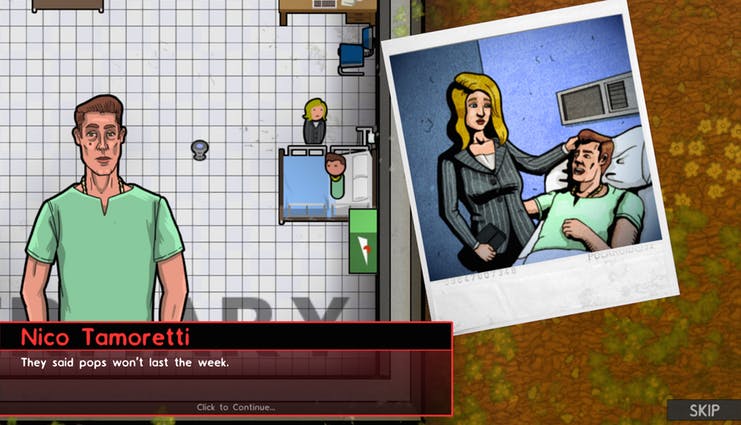 Nico Tamoretti
They said pops won't last the week.
Click to Continue...
SKIP